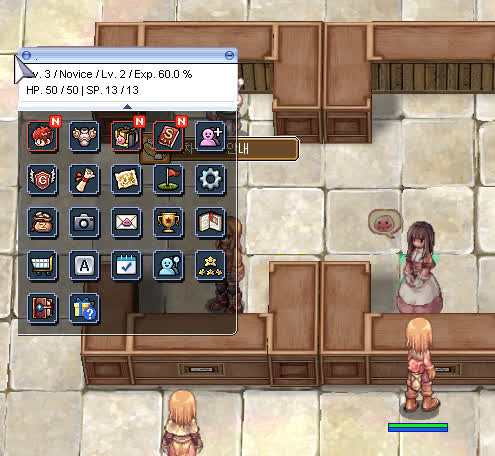 .
v. 3 / Novice / Lv. 2 / Exp. 60.0 %
HP. 50 / 50 | SP. 13 / 13
N
N
N
S
G
A
?